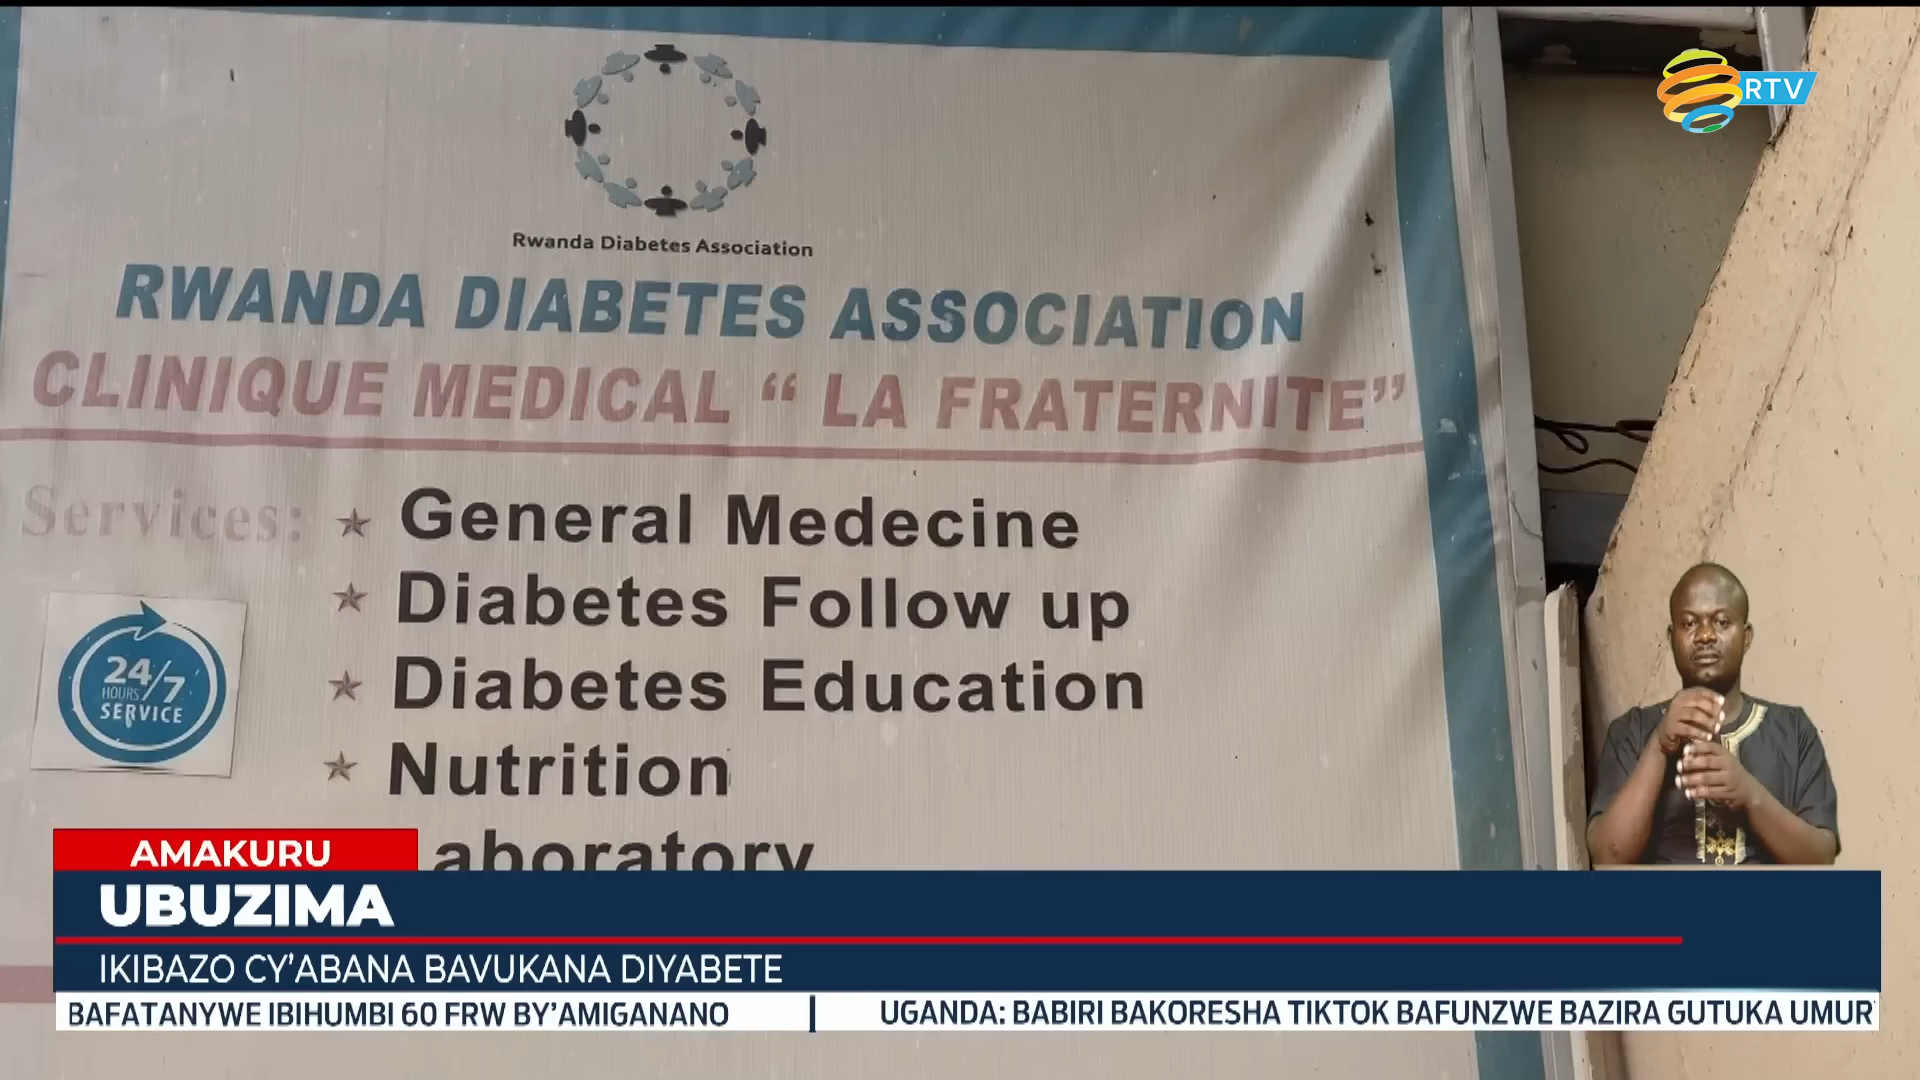 RTV
Rwanda Diabetes Association
RWANDA DIABETES ASSOCIATION
CLINIQUE MEDICAL “ LA FRATERNITE”
Services:
General Medecine
Diabetes Follow up
Diabetes Education
Nutrition
aboratory
24/7
HOURS
SERVICE
AMAKURU
UBUZIMA
IKIBAZO CY’ABANA BAVUKANA DIYABETE
BAFATANYWE IBIHUMBI 60 FRW BY’AMIGANANO | UGANDA: BABIRI BAKORESHA TIKTOK BAFUNZWE BAZIRA GUTUKA UMUR